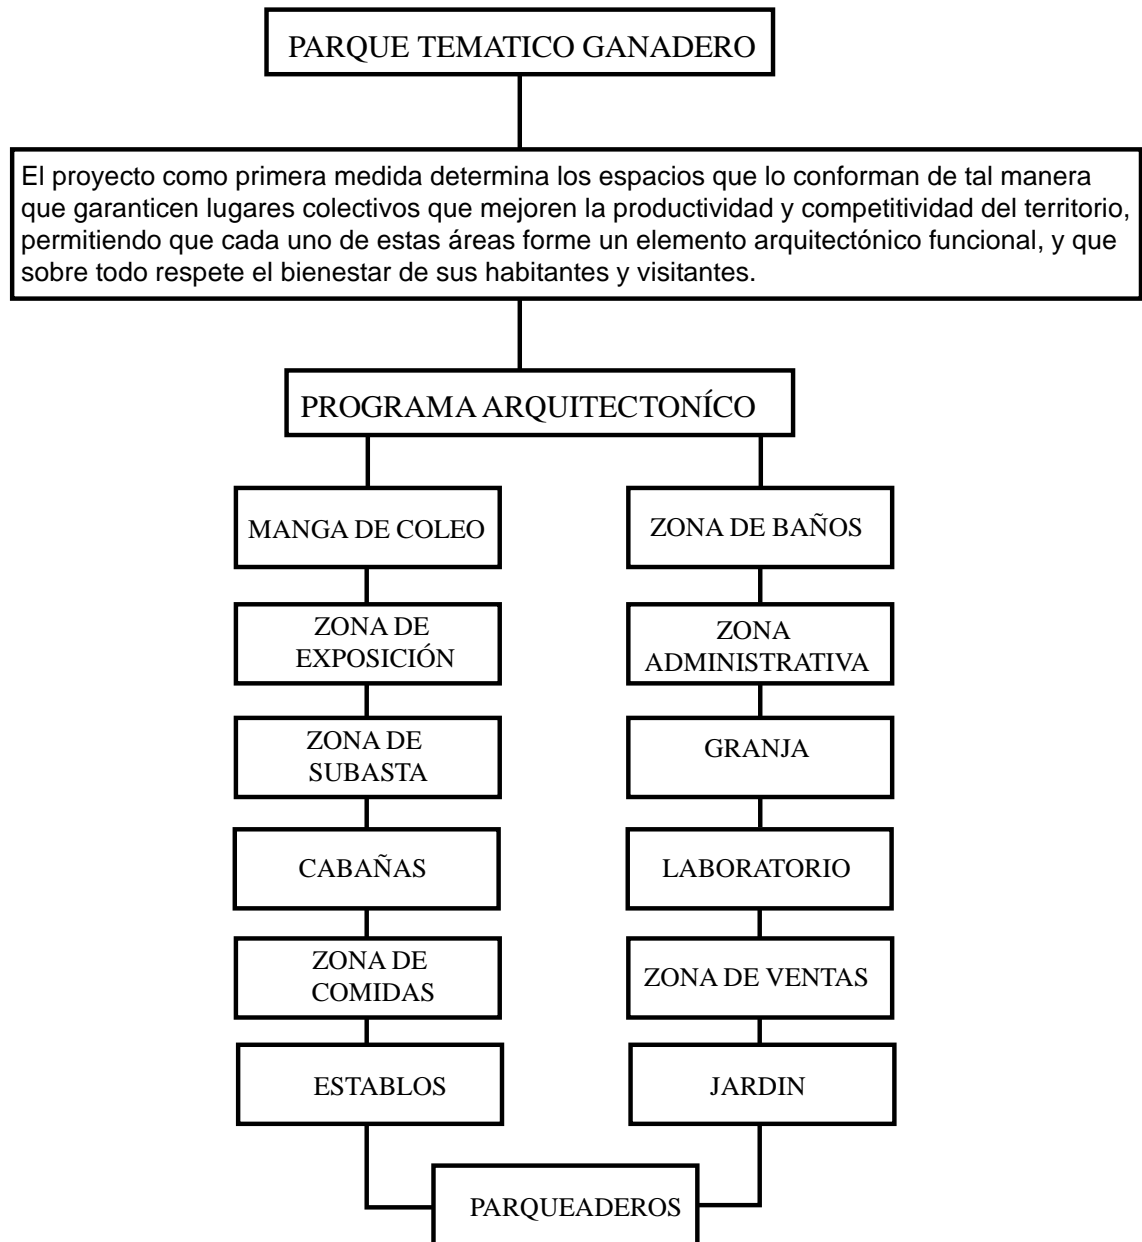 PARQUE TEMATICO GANADERO
El proyecto como primera medida determina los espacios que lo conforman de tal manera
que garanticen lugares colectivos que mejoren la productividad y competitividad del territorio,
permitiendo que cada uno de estas áreas forme un elemento arquitectónico funcional, y que
sobre todo respete el bienestar de sus habitantes y visitantes.
PROGRAMA ARQUITECTONÍCO
MANGA DE COLEO
ZONA DE
EXPOSICIÓN
ZONA DE
SUBASTA
CABAÑAS
ZONA DE
COMIDAS
ESTABLOS
ZONA DE BAÑOS
ZONA
ADMINISTRATIVA
GRANJA
LABORATORIO
ZONA DE VENTAS
JARDIN
PARQUEADEROS